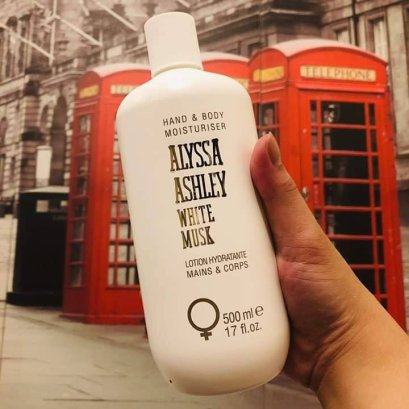 TELEPHONE
HAND & BODY
MOISTURISER
ALYSSA
ASHLEY
WHITE
MUSK
LOTION HYDRATANTE
MAINS & CORPS
500 ml e
17 fl.oz.